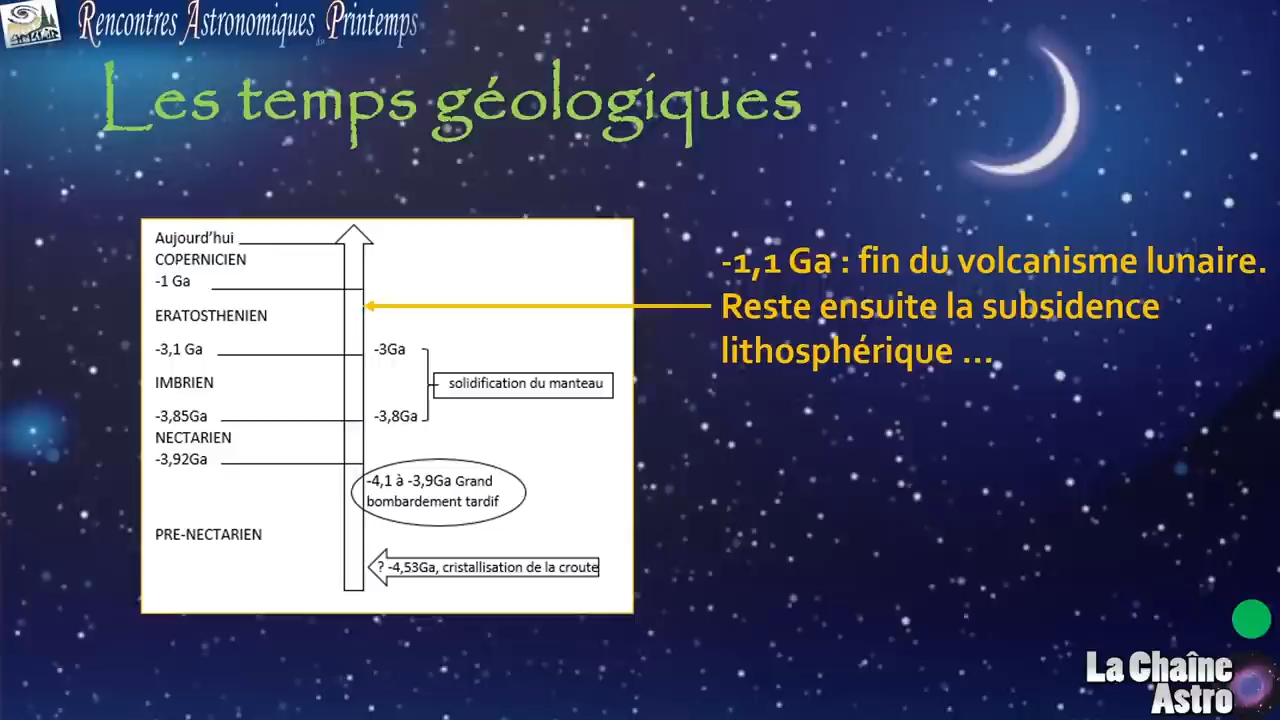 Rencontres Astronomiques du Printemps
Les temps géologiques
Aujourd'hui
COPERNICIEN
-1 Ga
ERATOSTHENIEN
-3,1 Ga
IMBRIEN
-3,85Ga
NECTARIEN
-3,92Ga
PRE-NECTARIEN
-3Ga
solidification du manteau
-3,8Ga
-4,1 à -3,9Ga Grand
bombardement tardif
? -4,53Ga, cristallisation de la croute
-1,1 Ga : fin du volcanisme lunaire.
Reste ensuite la subsidence
lithosphérique ...
La Chaîne
Astro